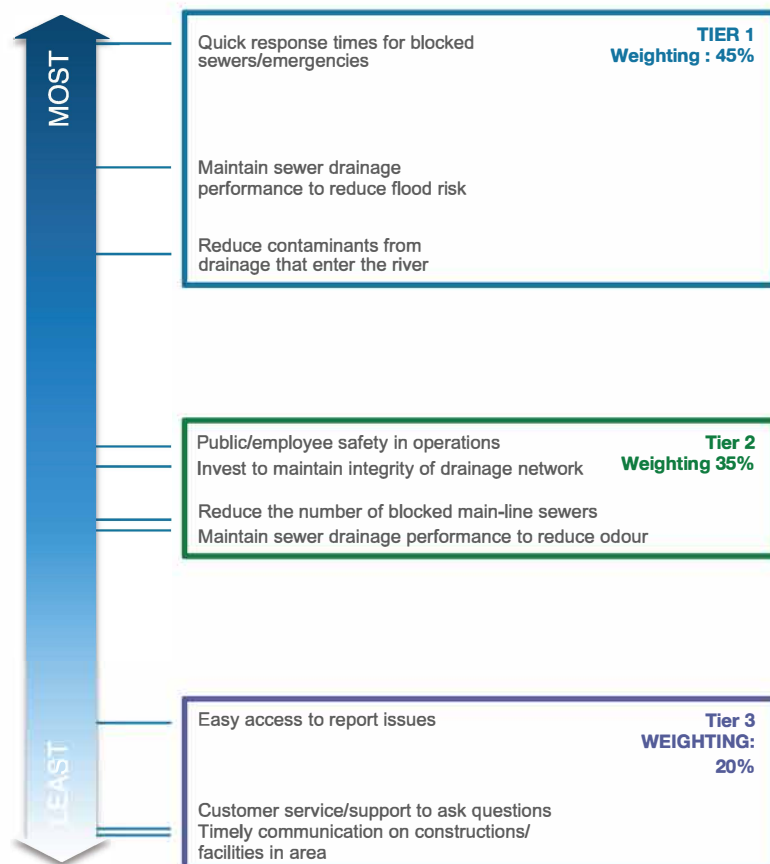 MOST
Quick response times for blocked
sewers/emergencies
TIER 1
Weighting : 45%
Maintain sewer drainage
performance to reduce flood risk
Reduce contaminants from
drainage that enter the river
Public/employee safety in operations
Tier 2
Invest to maintain integrity of drainage network
Weighting 35%
Reduce the number of blocked main-line sewers
Maintain sewer drainage performance to reduce odour
Easy access to report issues
Tier 3
WEIGHTING:
20%
LEAST
Customer service/support to ask questions
Timely communication on constructions/
facilities in area